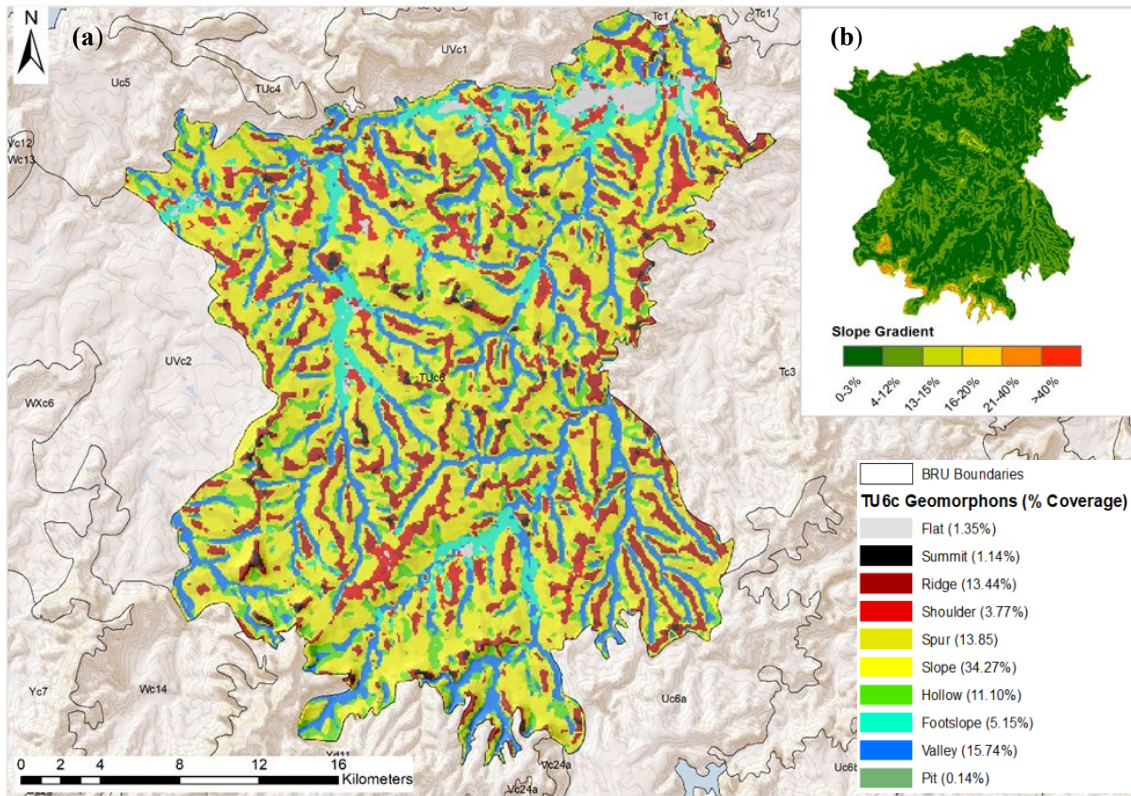 N
(a)
(b)
Tc1
Tc1
UVc1
Uc5
TUc4
Vc12
Wc13
Slope Gradient
0-3%
4-12%
13-15%
16-20%
21-40%
>40%
UVc2
TUc6
Tc3
WXc6
BRU Boundaries
TU6c Geomorphons (% Coverage)
Flat (1.35%)
Summit (1.14%)
Ridge (13.44%)
Shoulder (3.77%)
Spur (13.85)
Slope (34.27%)
Hollow (11.10%)
Footslope (5.15%)
Valley (15.74%)
Pit (0.14%)
Yc7
Wc14
Uc6a
Vc24a
Vc24a
0 2 4 8 12 16
Kilometers